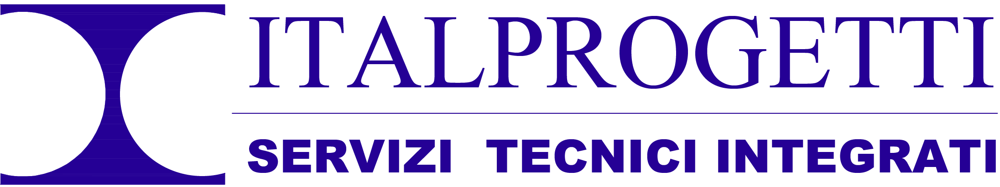 ITALPROGETTI
SERVIZI TECNICI INTEGRATI